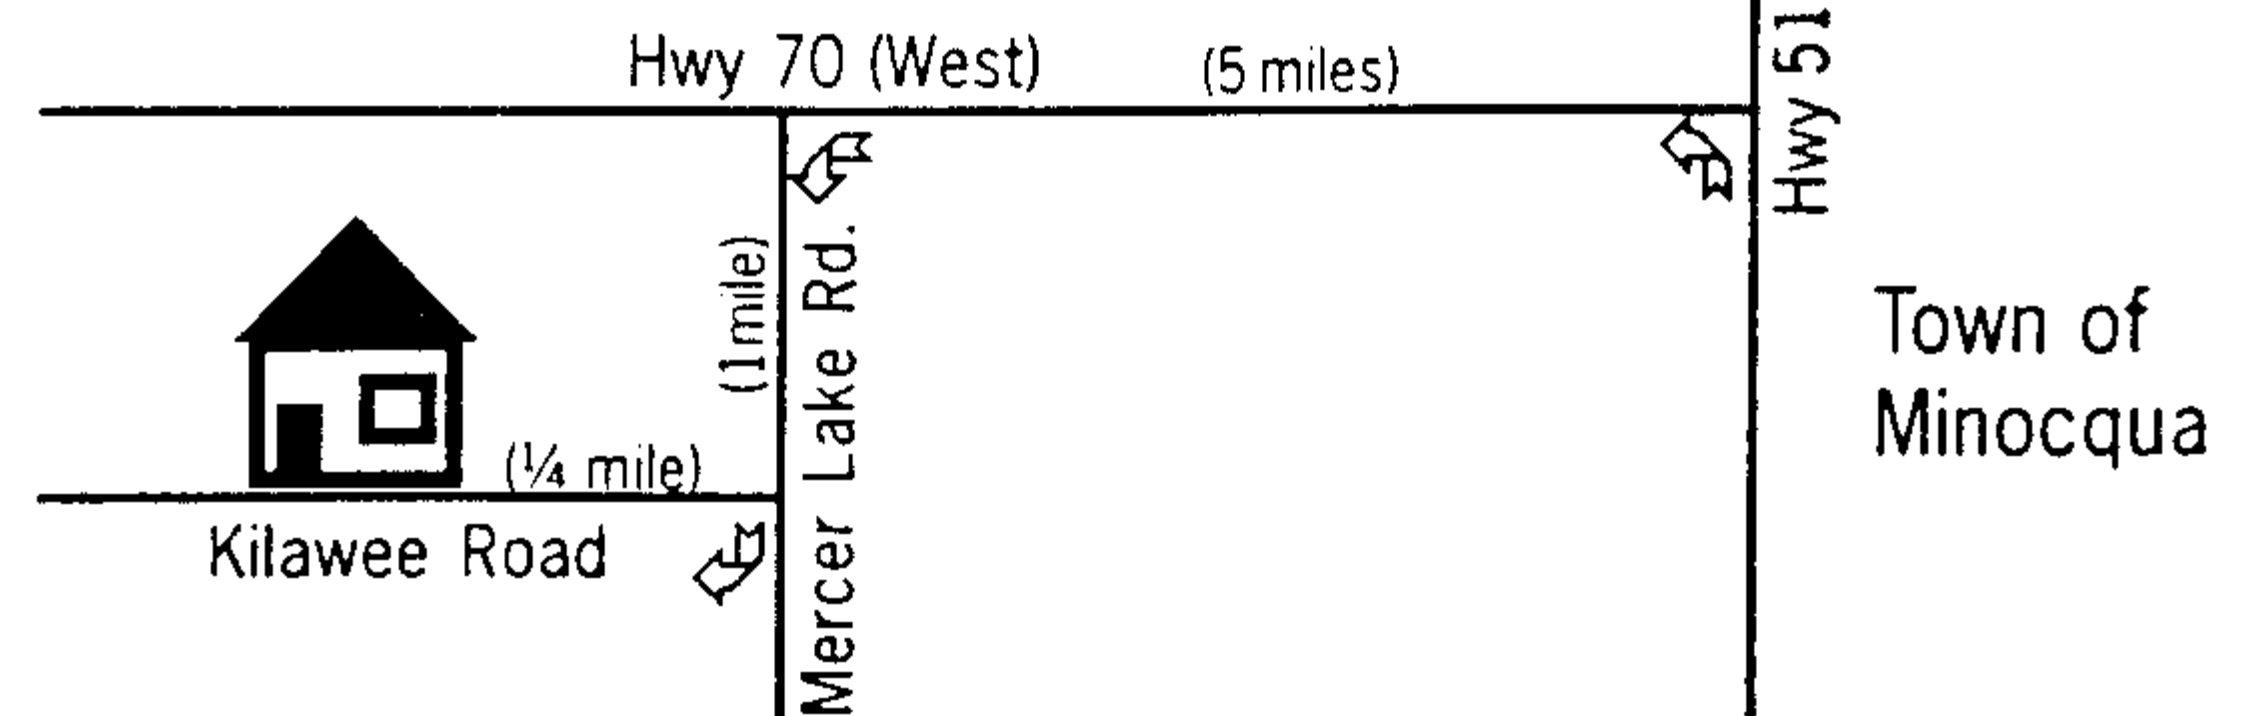 Hwy 70 (West)
(5 miles)
Hwy 51
(1 mile)
Mercer Lake Rd.
Town of
Minocqua
(¼ mile)
Kilawee Road